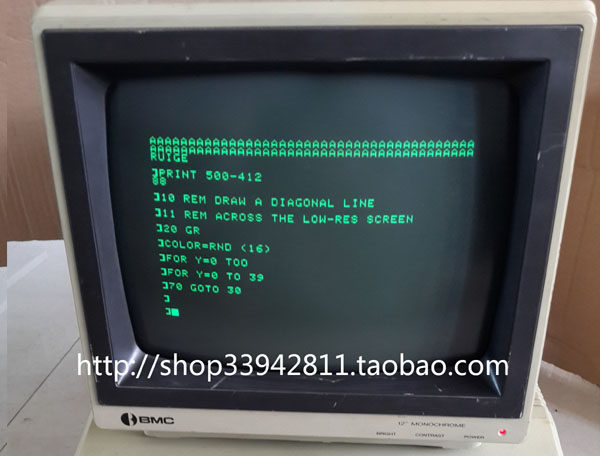 AAAAAAAAAAAAAAAAAAAAAAAAAAAAAAAAAAAAAAAA
AAAAAAAAAAAAAAAAAAAAAAAAAAAAAAAAAAAAAAAA
RUIGE
]PRINT 500-412
88
]10 REM DRAW A DIAGONAL LINE
]11 REM ACROSS THE LOW-RES SCREEN
]20 GR
]COLOR=RND (16)
]FOR Y=0 TOO
]FOR Y=0 TO 39
]70 GOTO 30
]
]
http://shop33942811.taobao.com/
BMC
12" MONOCHROME
BRIGHT CONTRAST POWER